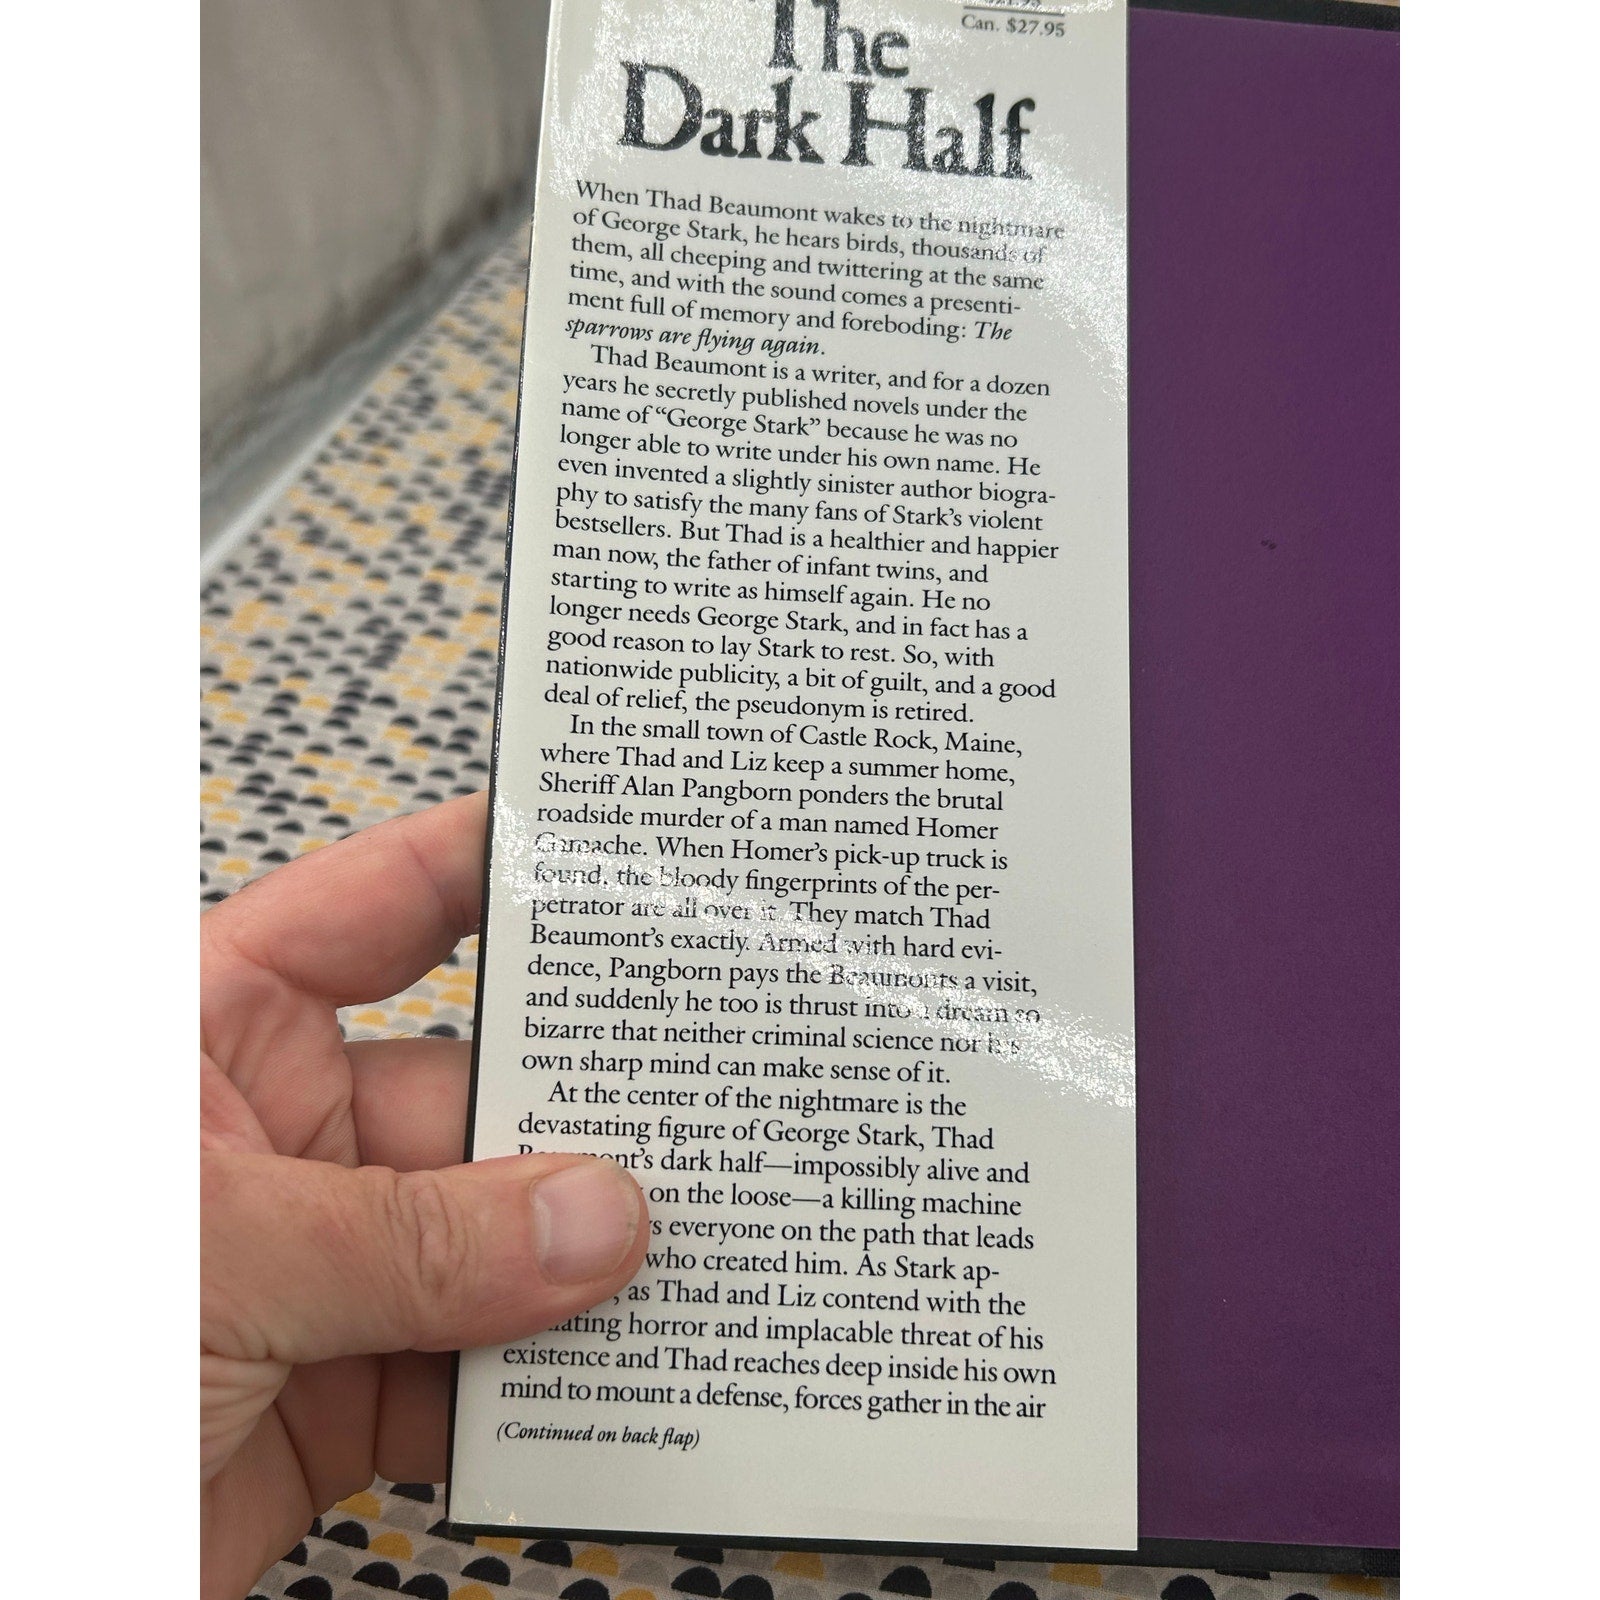 Can. $27.95
The
Dark Half
When Thad Beaumont wakes to the nightmare
of George Stark, he hears birds, thousands of
them, all cheeping and twittering at the same
time, and with the sound comes a presenti-
ment full of memory and foreboding: The
sparrows are flying again.
Thad Beaumont is a writer, and for a dozen
years he secretly published novels under the
name of “George Stark” because he was no
longer able to write under his own name. He
even invented a slightly sinister author biogra-
phy to satisfy the many fans of Stark’s violent
bestsellers. But Thad is a healthier and happier
man now, the father of infant twins, and
starting to write as himself again. He no
longer needs George Stark, and in fact has a
good reason to lay Stark to rest. So, with
nationwide publicity, a bit of guilt, and a good
deal of relief, the pseudonym is retired.
In the small town of Castle Rock, Maine,
where Thad and Liz keep a summer home,
Sheriff Alan Pangborn ponders the brutal
roadside murder of a man named Homer
Gamache. When Homer’s pick-up truck is
found, the bloody fingerprints of the per-
petrator are all over it. They match Thad
Beaumont’s exactly. Armed with hard evi-
dence, Pangborn pays the Beaumonts a visit,
and suddenly he too is thrust into a dream so
bizarre that neither criminal science nor his
own sharp mind can make sense of it.
At the center of the nightmare is the
devastating figure of George Stark, Thad
dark half—impossibly alive and
on the loose—a killing machine
everyone on the path that leads
who created him. As Stark ap-
as Thad and Liz contend with the
horror and implacable threat of his
existence and Thad reaches deep inside his own
mind to mount a defense, forces gather in the air
(Continued on back flap)